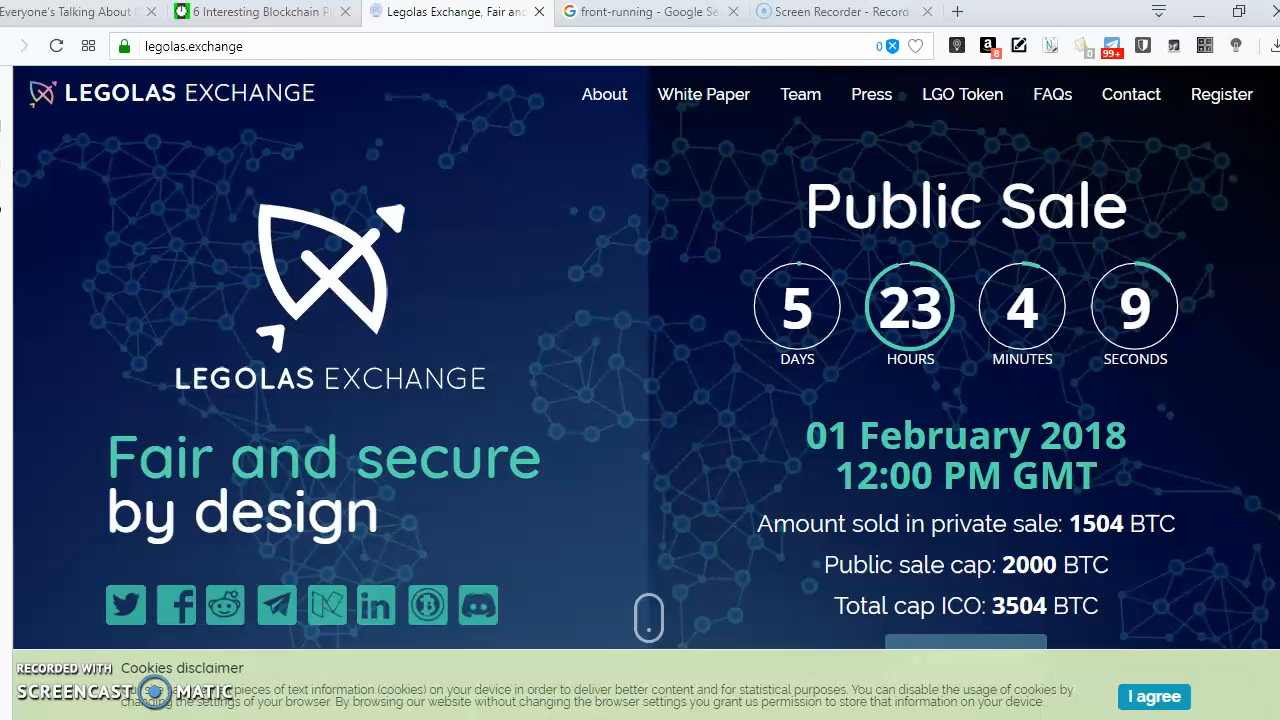 Everyone's Talking About
6 Interesting Blockchain
Legolas Exchange, Fair and
front-running - Google Se
Screen Recorder - Record
legolas.exchange
0
8
0
99+
LEGOLAS EXCHANGE
About
White Paper
Team
Press
LGO Token
FAQs
Contact
Register
LEGOLAS EXCHANGE
Fair and secure
by design
Public Sale
5 23 4 9
DAYS HOURS MINUTES SECONDS
01 February 2018
12:00 PM GMT
Amount sold in private sale: 1504 BTC
Public sale cap: 2000 BTC
Total cap ICO: 3504 BTC
Cookies disclaimer
pieces of text information (cookies) on your device in order to deliver better content and for statistical purposes. You can disable the usage of cookies by
changing the settings of your browser. By browsing our website without changing the browser settings you grant us permission to store that information on your device.
I agree
RECORDED WITH
SCREENCAST MATIC